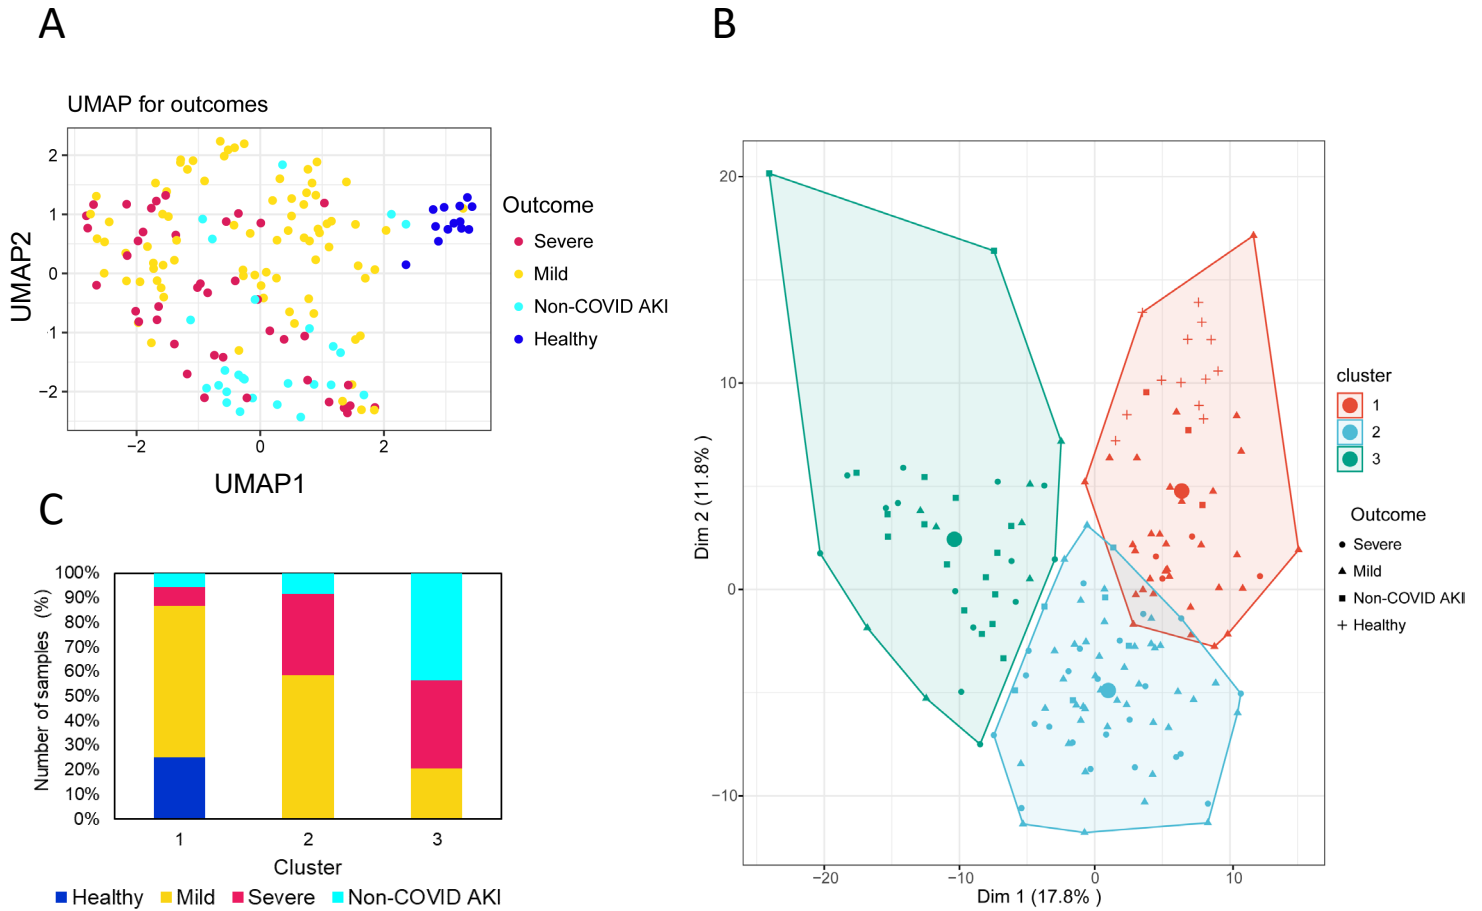 A
UMAP for outcomes
2
1
0
−1
−2
−2
0
2
UMAP2
UMAP1
Outcome
Severe
Mild
Non-COVID AKI
Healthy
B
20
10
0
−10
−20
−10
0
10
Dim 2 (11.8% )
Dim 1 (17.8% )
cluster
1
2
3
Outcome
Severe
Mild
Non-COVID AKI
Healthy
C
100%
90%
80%
70%
60%
50%
40%
30%
20%
10%
0%
Number of samples (%)
1
2
3
Cluster
Healthy Mild Severe Non-COVID AKI